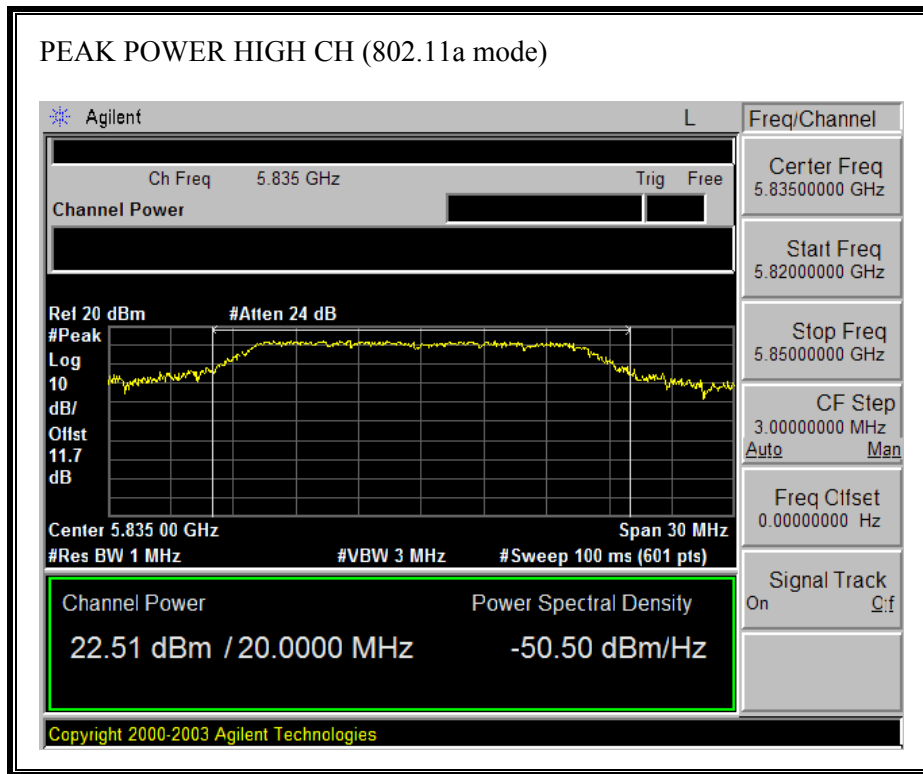 PEAK POWER HIGH CH (802.11a mode)
Agilent L
Freq/Channel
Ch Freq 5.835 GHz Trig Free
Channel Power
Center Freq
5.83500000 GHz
Start Freq
5.82000000 GHz
Stop Freq
5.85000000 GHz
CF Step
3.00000000 MHz
Auto Man
Freq Offset
0.00000000 Hz
Signal Track
On Off
Ref 20 dBm #Atten 24 dB
#Peak
Log
10
dB/
Offst
11.7
dB
Center 5.835 00 GHz Span 30 MHz
#Res BW 1 MHz #VBW 3 MHz #Sweep 100 ms (601 pts)
Channel Power Power Spectral Density
22.51 dBm / 20.0000 MHz -50.50 dBm/Hz
Copyright 2000-2003 Agilent Technologies